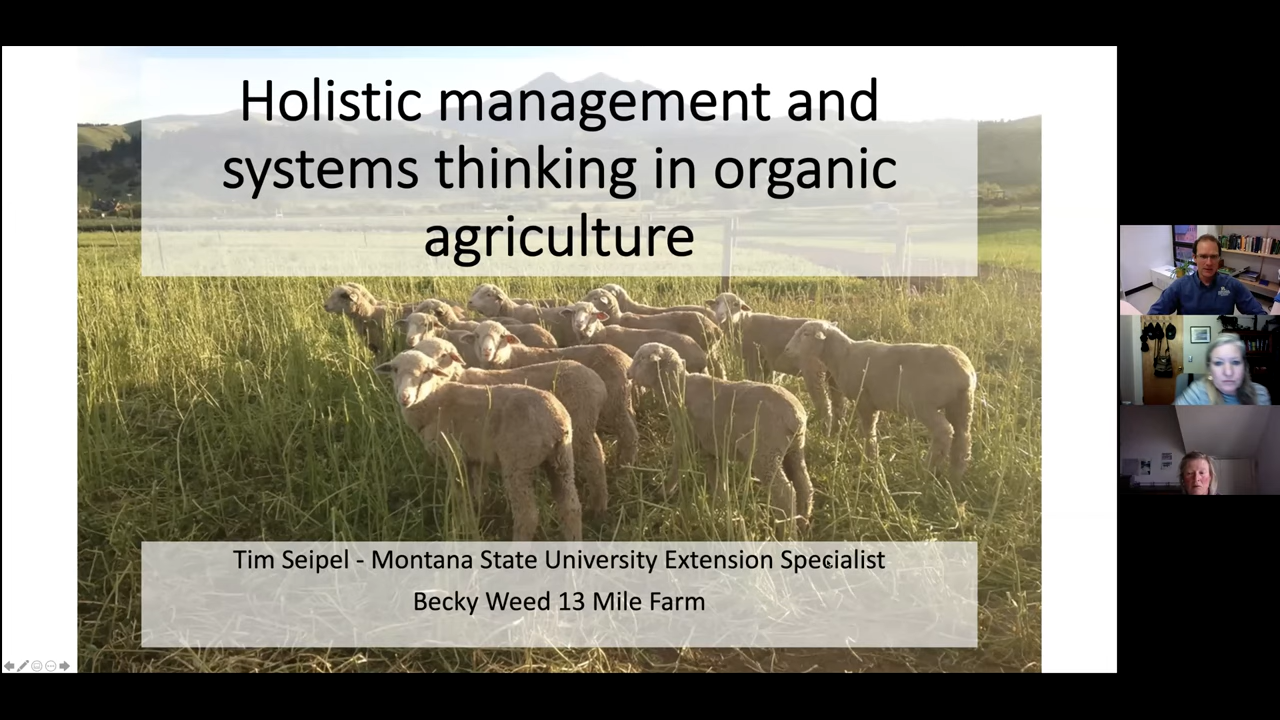 Holistic management and
systems thinking in organic
agriculture
Tim Seipel - Montana State University Extension Specialist
Becky Weed 13 Mile Farm